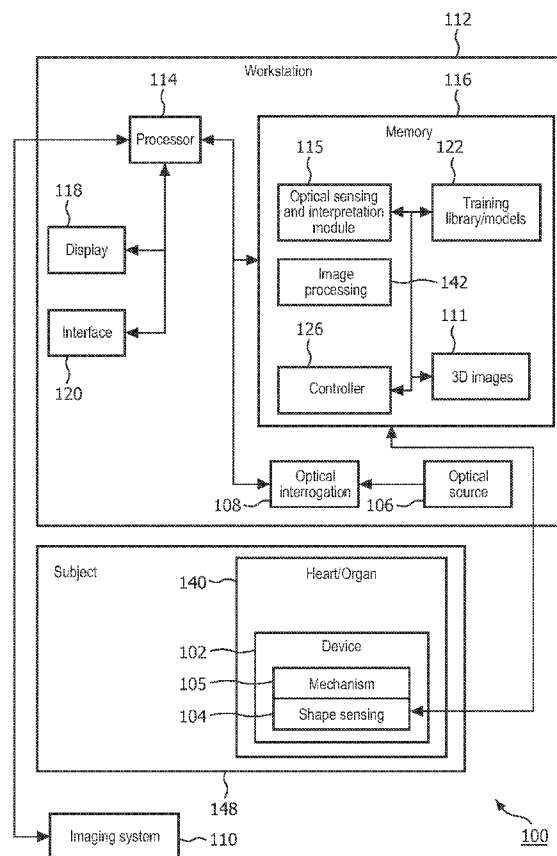 112
Workstation
114
116
Processor
Memory
115
122
118
Optical sensing
and interpretation
module
Training
library/models
Display
Image
processing
142
126
111
Interface
120
Controller
3D images
Optical
interrogation
Optical
source
108
106
Subject
140
Heart/Organ
102
Device
105
Mechanism
104
Shape sensing
148
Imaging system
110
100